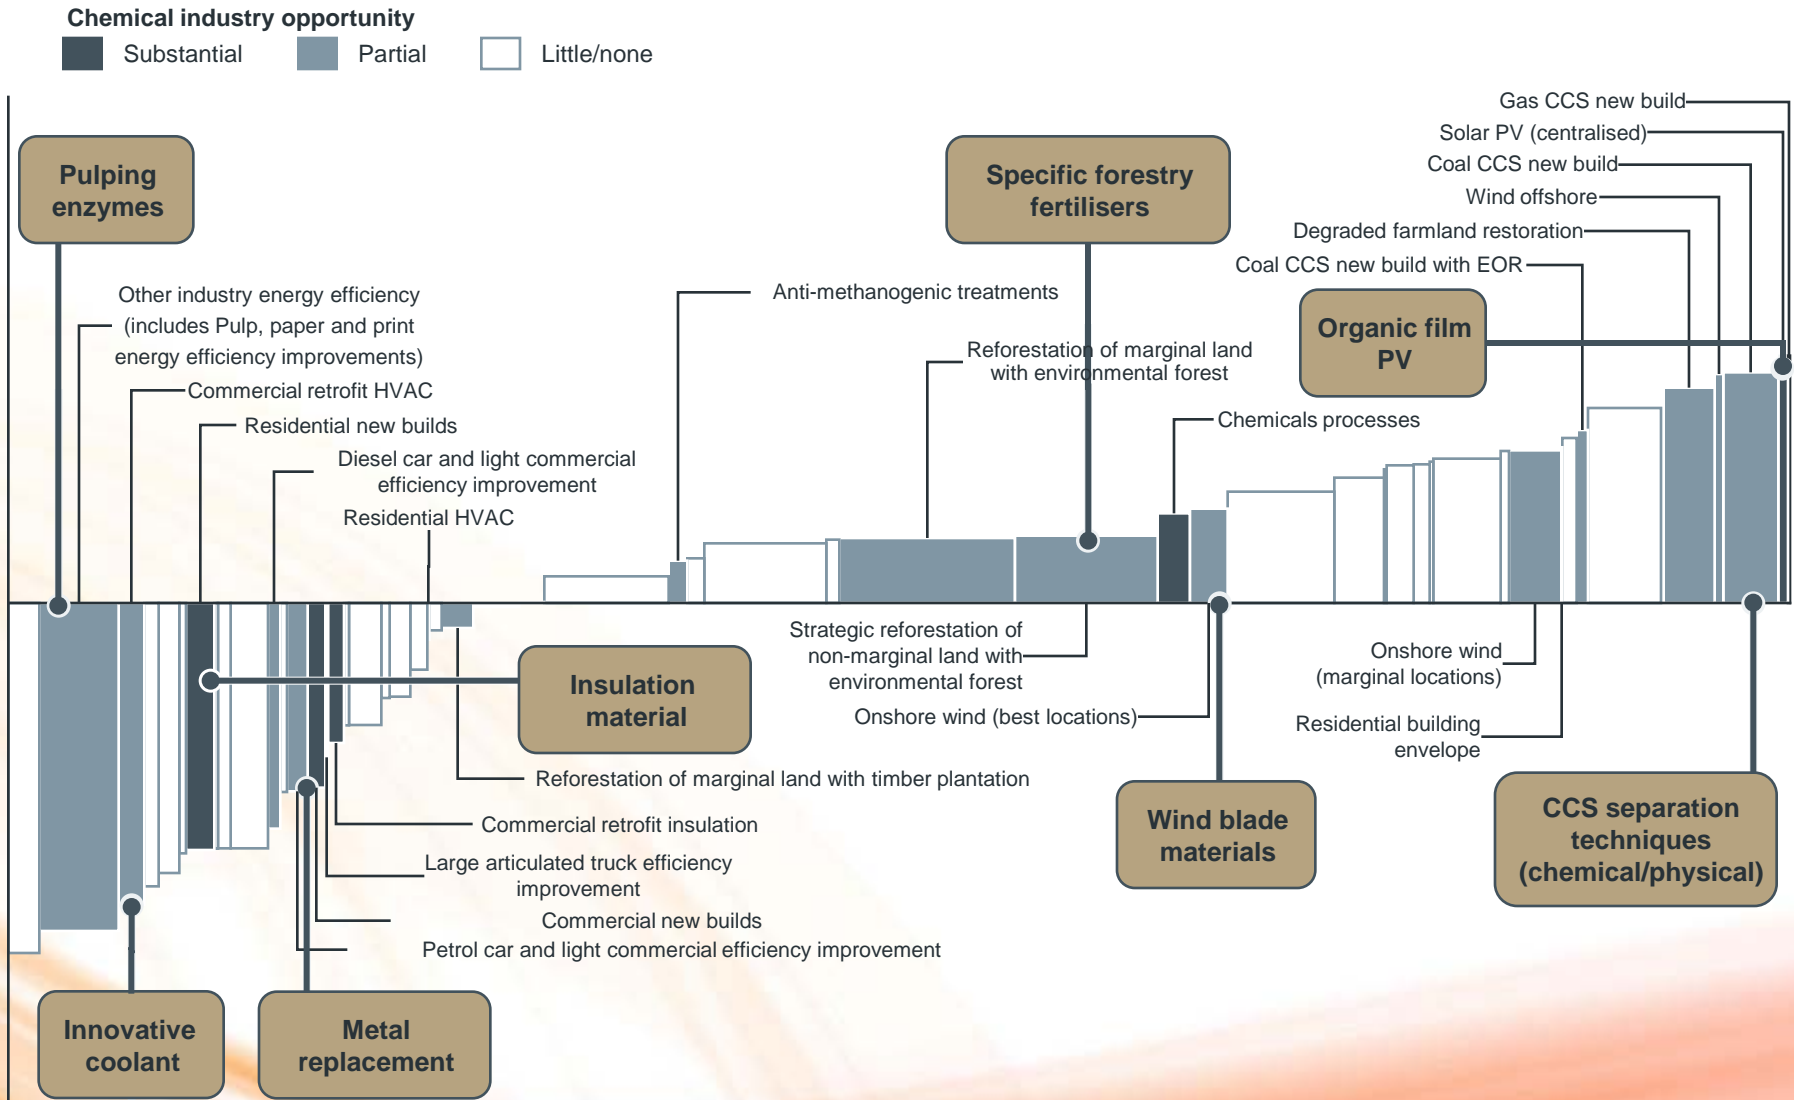 Chemical industry opportunity
Substantial
Partial
Little/none
Gas CCS new build
Solar PV (centralised)
Coal CCS new build
Wind offshore
Degraded farmland restoration
Coal CCS new build with EOR
Pulping
enzymes
Specific forestry
fertilisers
Other industry energy efficiency
(includes Pulp, paper and print
energy efficiency improvements)
Anti-methanogenic treatments
Organic film
PV
Reforestation of marginal land
with environmental forest
Commercial retrofit HVAC
Residential new builds
Chemicals processes
Diesel car and light commercial
efficiency improvement
Residential HVAC
Strategic reforestation of
non-marginal land with
environmental forest
Onshore wind (best locations)
Onshore wind
(marginal locations)
Residential building
envelope
Insulation
material
Reforestation of marginal land with timber plantation
Commercial retrofit insulation
Large articulated truck efficiency
improvement
Commercial new builds
Petrol car and light commercial efficiency improvement
Wind blade
materials
CCS separation
techniques
(chemical/physical)
Innovative
coolant
Metal
replacement